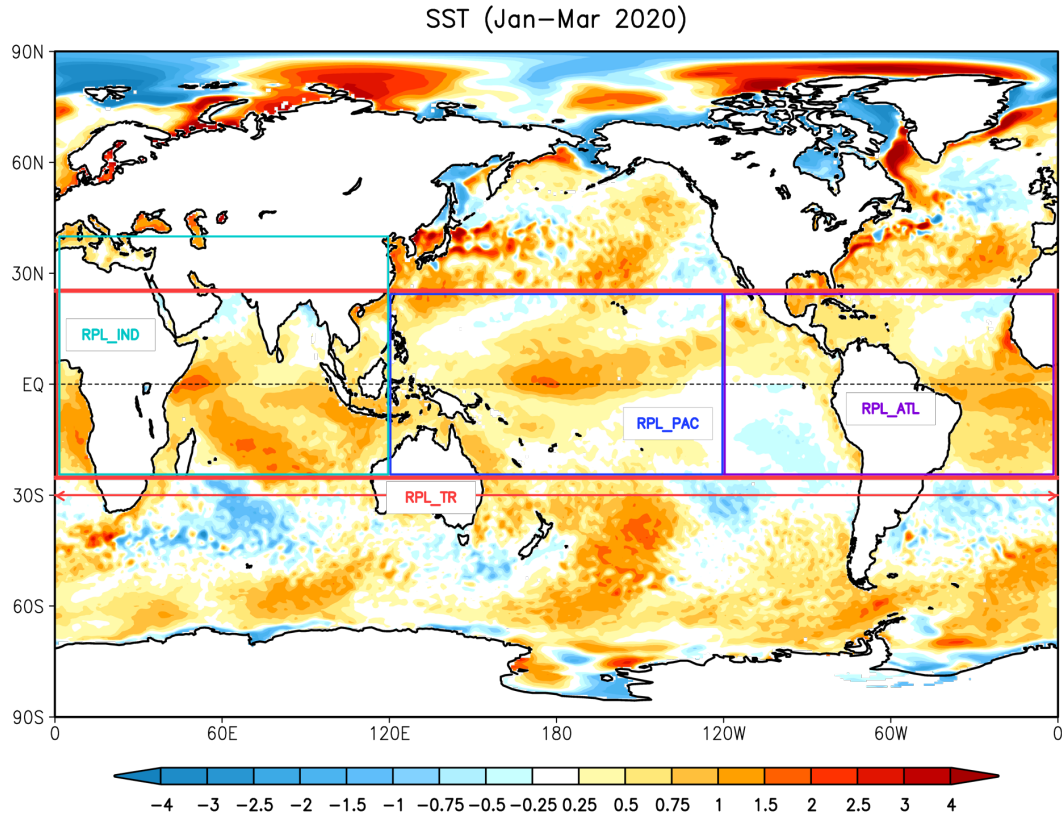 SST (Jan–Mar 2020)
90N
60N
30N
RPL_IND
EQ
RPL_ATL
RPL_PAC
30S
RPL_TR
60S
90S
0 60E 120E 180 120W 60W 0
−4 −3 −2.5 −2 −1.5 −1 −0.75 −0.5 −0.25 0.25 0.5 0.75 1 1.5 2 2.5 3 4